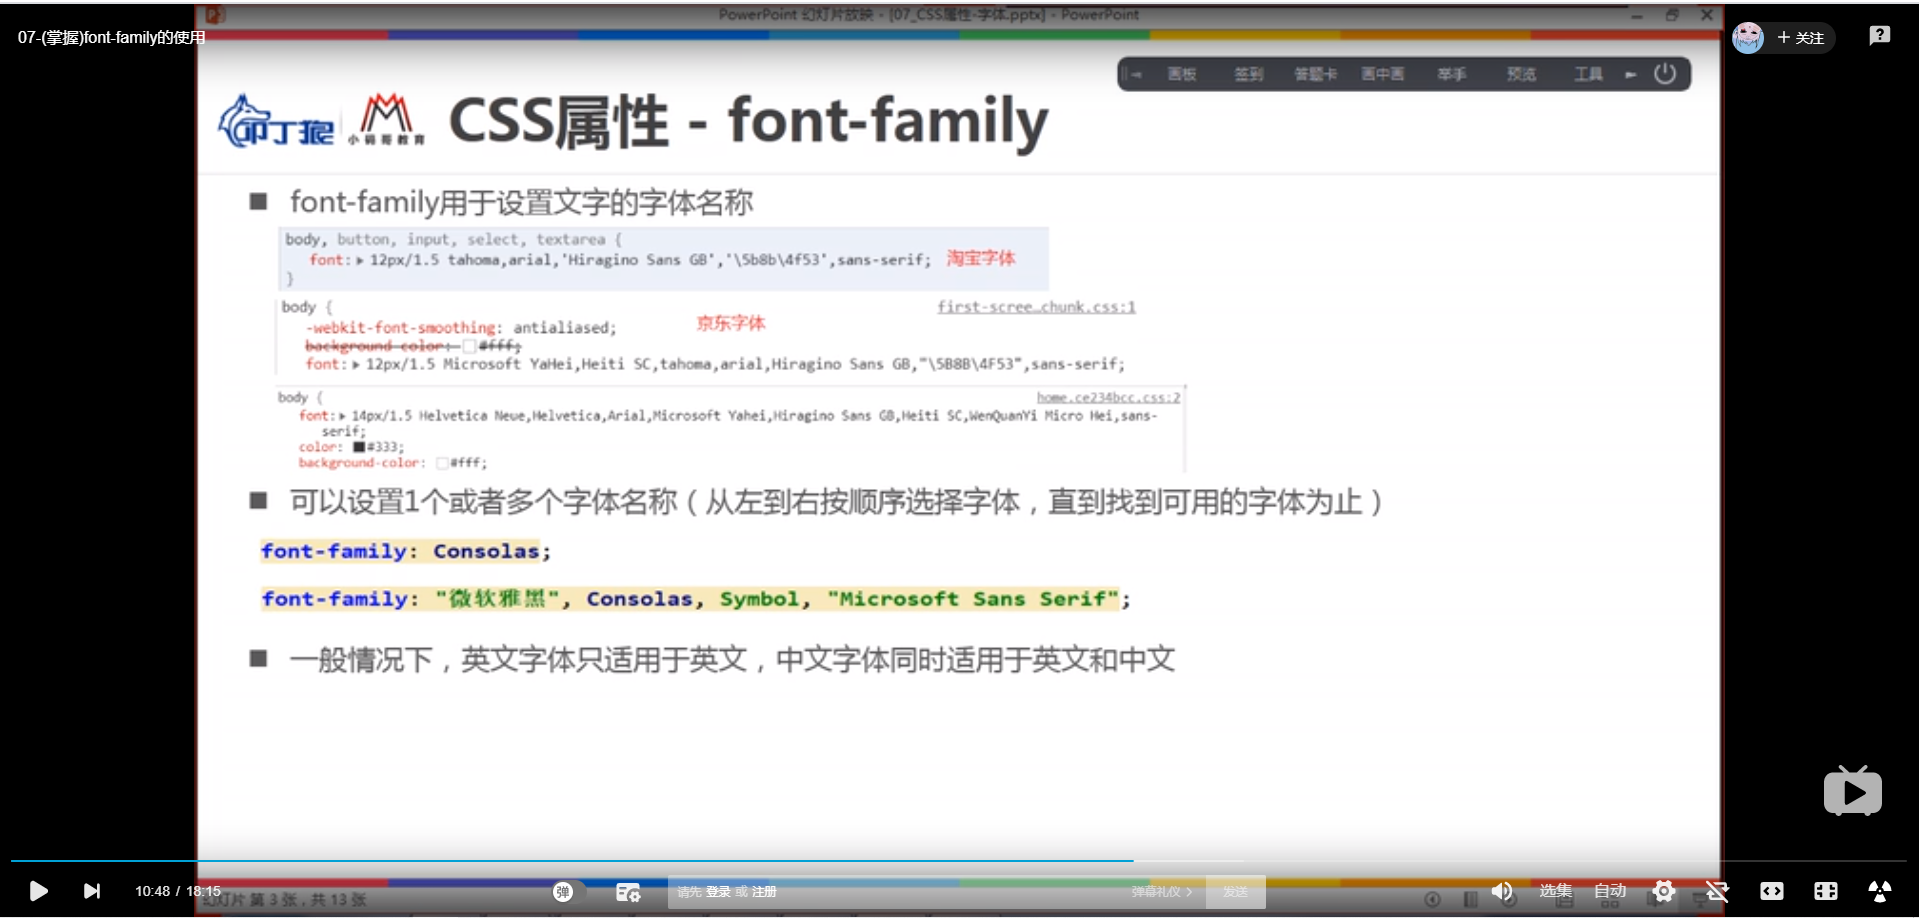 PowerPoint 幻灯片放映 - [07_CSS属性-字体.pptx] - PowerPoint
07-(掌握)font-family的使用
+ 关注
画板 签到 答题卡 画中画 举手 预览 工具
叩丁狼 小码哥教育 CSS属性 - font-family
■ font-family用于设置文字的字体名称
body, button, input, select, textarea {
font: 12px/1.5 tahoma,arial,'Hiragino Sans GB','\5b8b\4f53',sans-serif; 淘宝字体
}
body { first-scree…chunk.css:1
-webkit-font-smoothing: antialiased; 京东字体
background-color: #fff;
font: 12px/1.5 Microsoft YaHei,Heiti SC,tahoma,arial,Hiragino Sans GB,"\5B8B\4F53",sans-serif;
body { home.ce234bcc.css:2
font: 14px/1.5 Helvetica Neue,Helvetica,Arial,Microsoft Yahei,Hiragino Sans GB,Heiti SC,WenQuanYi Micro Hei,sans-
serif;
color: #333;
background-color: #fff;
■ 可以设置1个或者多个字体名称（从左到右按顺序选择字体，直到找到可用的字体为止）
font-family: Consolas;
font-family: "微软雅黑", Consolas, Symbol, "Microsoft Sans Serif";
■ 一般情况下，英文字体只适用于英文，中文字体同时适用于英文和中文
10:48 / 18:15 弹 请先 登录 或 注册 弹幕礼仪 > 发送 选集 自动
幻灯片 第 3 张，共 13 张